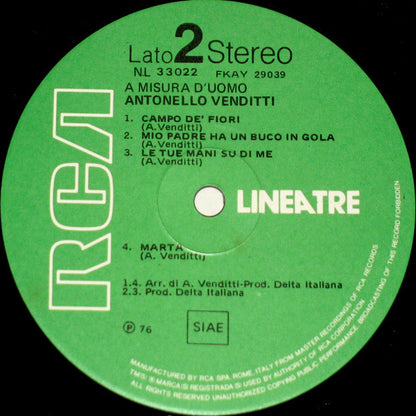 Lato 2 Stereo
NL 33022 FKAY 29039
A MISURA D'UOMO
ANTONELLO VENDITTI
1. CAMPO DE' FIORI
(A. Venditti)
2. MIO PADRE HA UN BUCO IN GOLA
(A. Venditti)
3. LE TUE MANI SU DI ME
(A. Venditti)
RCA
LINEATRE
4. MARTA
(A. Venditti)
1.4. Arr. di A. Venditti-Prod. Delta Italiana
2.3. Prod. Delta Italiana
Ⓟ 76
SIAE
MANUFACTURED BY RCA SPA, ROME, ITALY, FROM MASTER RECORDINGS OF RCA RECORDS
TM(S) ® MARCA(S) REGISTRADA(S) USED BY AUTHORITY OF RCA CORPORATION
ALL RIGHTS RESERVED UNAUTHORIZED COPYING PUBLIC PERFORMANCE, BROADCASTING OF THIS RECORD FORBIDDEN